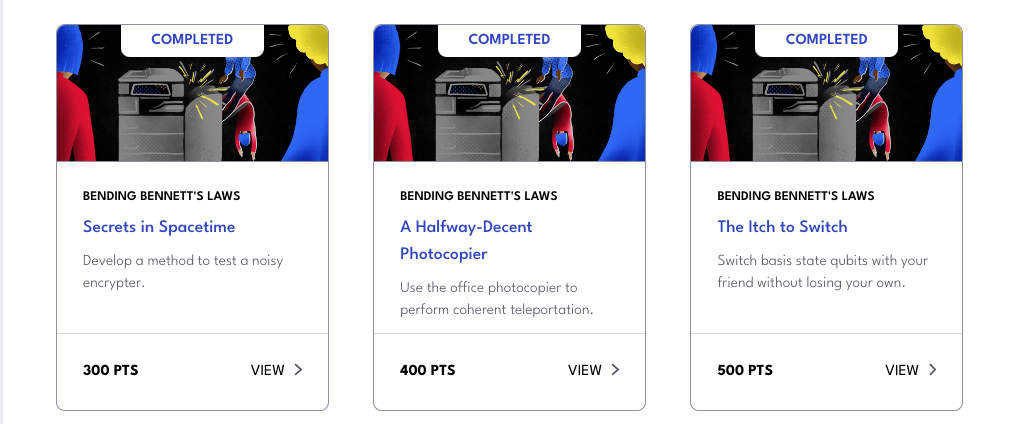 COMPLETED
BENDING BENNETT'S LAWS
Secrets in Spacetime
Develop a method to test a noisy
encrypter.
300 PTS
VIEW
COMPLETED
BENDING BENNETT'S LAWS
A Halfway-Decent
Photocopier
Use the office photocopier to
perform coherent teleportation.
400 PTS
VIEW
COMPLETED
BENDING BENNETT'S LAWS
The Itch to Switch
Switch basis state qubits with your
friend without losing your own.
500 PTS
VIEW